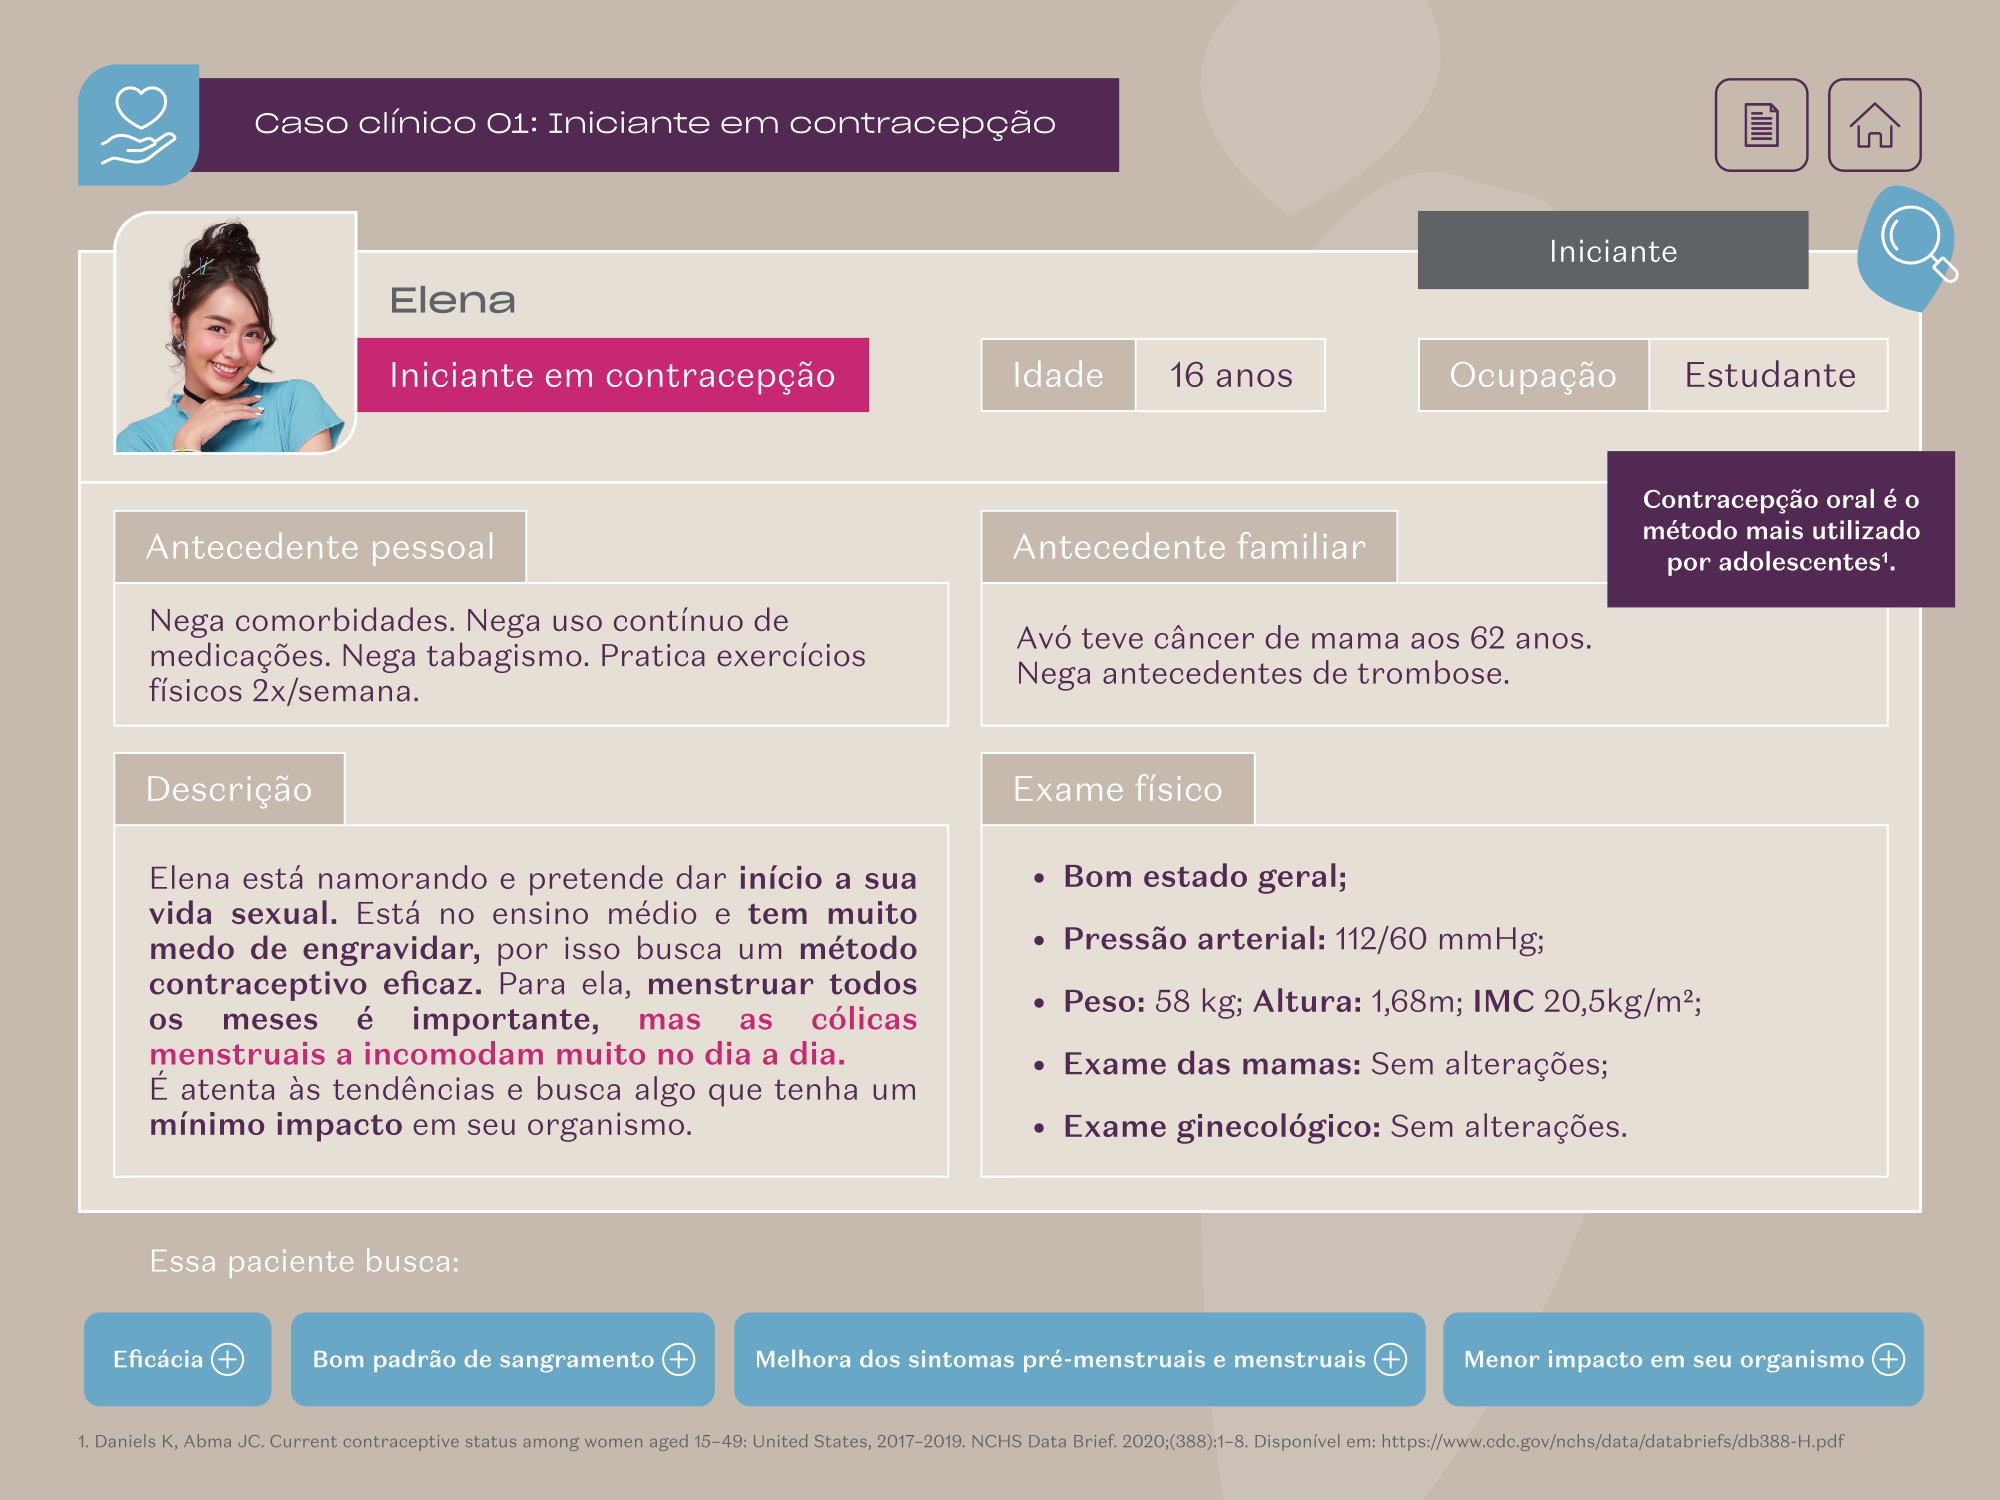 Caso clínico 01: Iniciante em contracepção
Iniciante
Elena
Iniciante em contracepção
Idade
16 anos
Ocupação
Estudante
Contracepção oral é o
método mais utilizado
por adolescentes¹.
Antecedente pessoal
Nega comorbidades. Nega uso contínuo de
medicações. Nega tabagismo. Pratica exercícios
físicos 2x/semana.
Antecedente familiar
Avó teve câncer de mama aos 62 anos.
Nega antecedentes de trombose.
Descrição
Elena está namorando e pretende dar início a sua
vida sexual. Está no ensino médio e tem muito
medo de engravidar, por isso busca um método
contraceptivo eficaz. Para ela, menstruar todos
os meses é importante, mas as cólicas
menstruais a incomodam muito no dia a dia.
É atenta às tendências e busca algo que tenha um
mínimo impacto em seu organismo.
Exame físico
• Bom estado geral;
• Pressão arterial: 112/60 mmHg;
• Peso: 58 kg; Altura: 1,68m; IMC 20,5kg/m²;
• Exame das mamas: Sem alterações;
• Exame ginecológico: Sem alterações.
Essa paciente busca:
Eficácia
Bom padrão de sangramento
Melhora dos sintomas pré-menstruais e menstruais
Menor impacto em seu organismo
1. Daniels K, Abma JC. Current contraceptive status among women aged 15–49: United States, 2017–2019. NCHS Data Brief. 2020;(388):1–8. Disponível em: https://www.cdc.gov/nchs/data/databriefs/db388-H.pdf